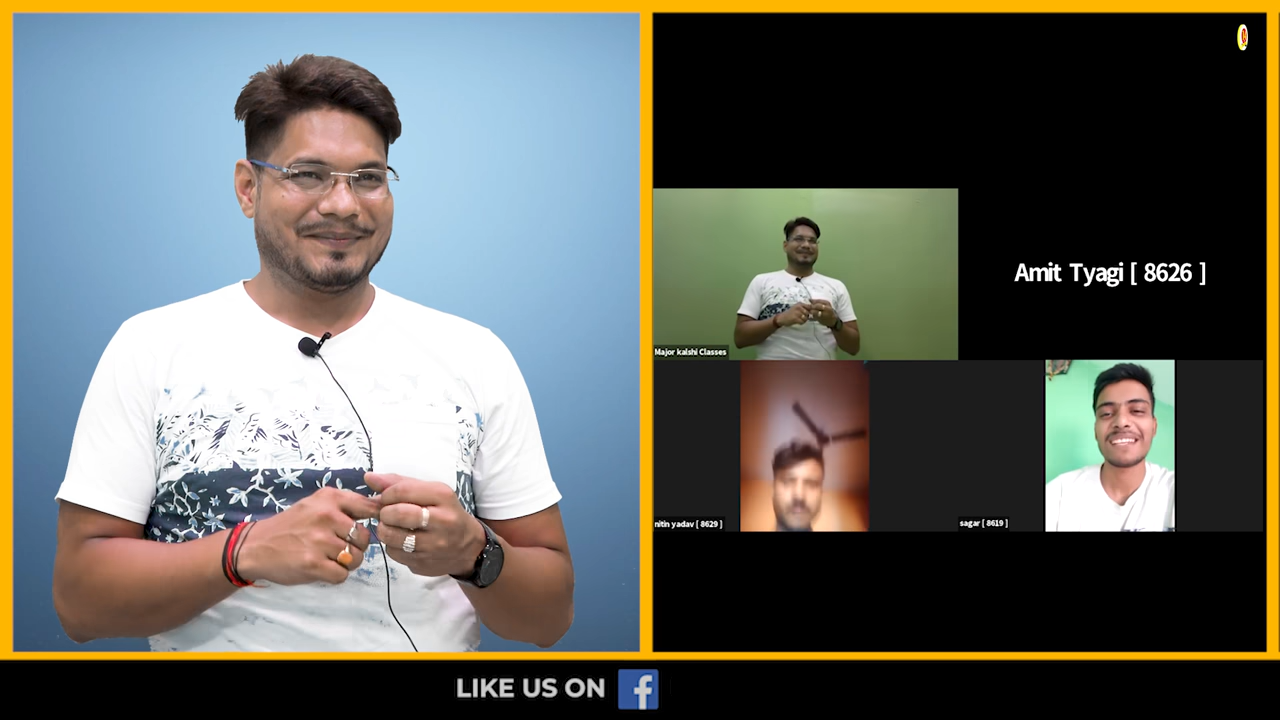 Amit Tyagi [ 8626 ]
Major kalshi Classes
nitin yadav [ 8629 ]
sagar [ 8619 ]
LIKE US ON f